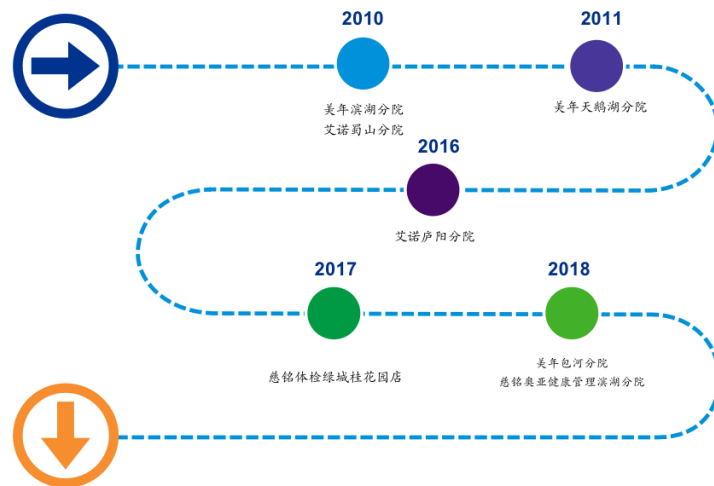 2010
2011
美年滨湖分院
艾诺蜀山分院
美年天鹅湖分院
2016
艾诺庐阳分院
2017
2018
慈铭体检绿城桂花园店
美年包河分院
慈铭奥亚健康管理滨湖分院